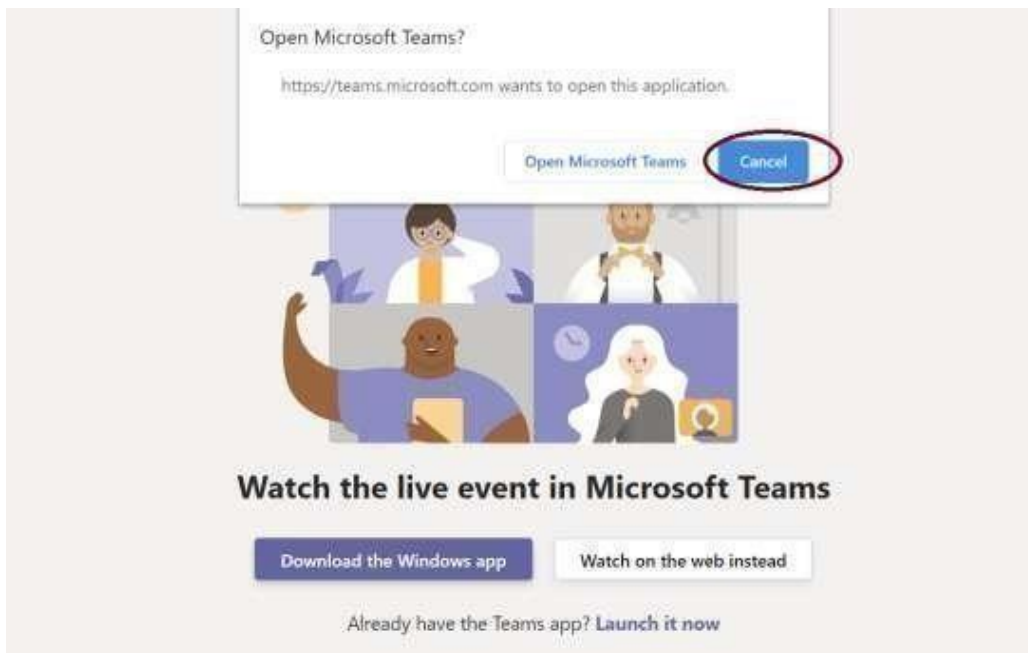 Open Microsoft Teams?
https://teams.microsoft.com wants to open this application.
Open Microsoft Teams Cancel
Watch the live event in Microsoft Teams
Download the Windows app Watch on the web instead
Already have the Teams app? Launch it now